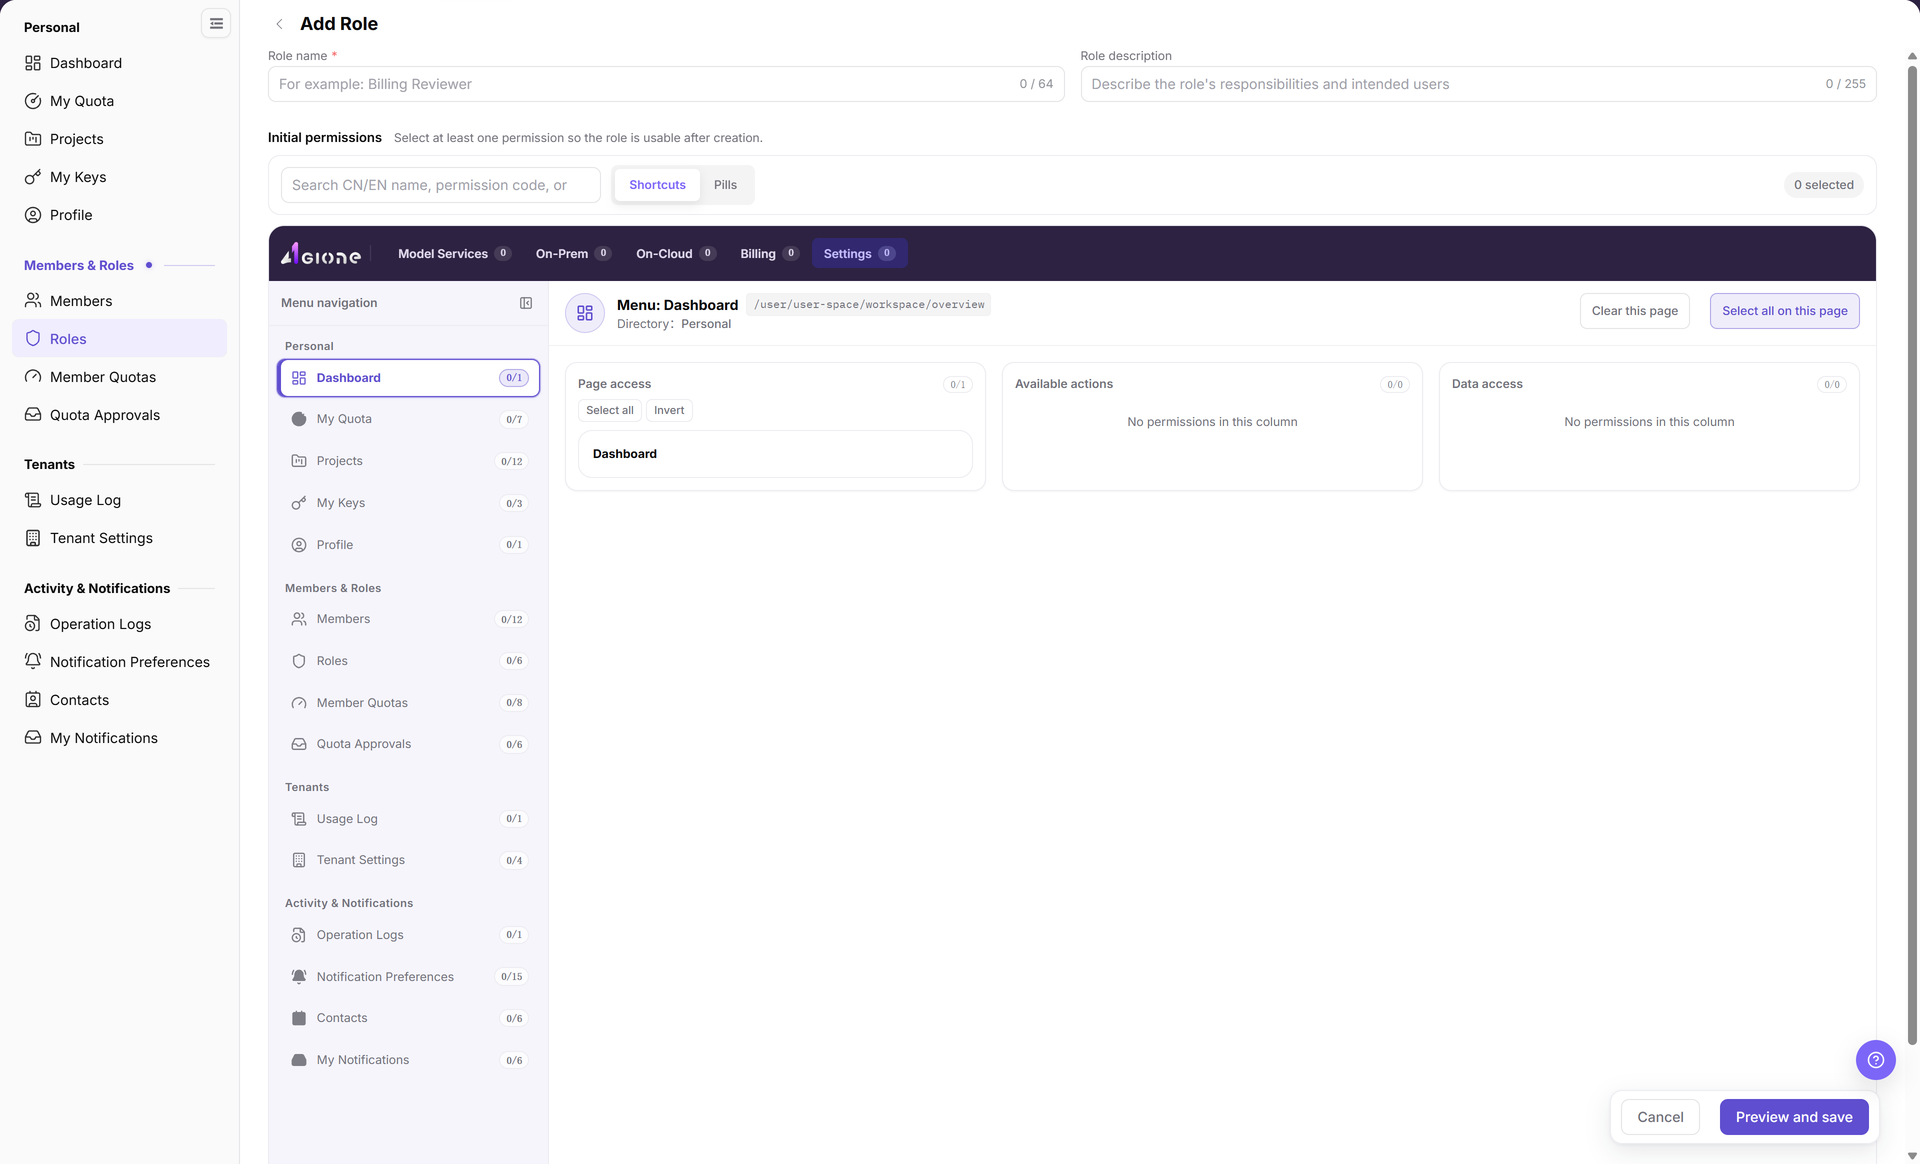 Personal
Dashboard
My Quota
Projects
My Keys
Profile
Members & Roles
Members
Roles
Member Quotas
Quota Approvals
Tenants
Usage Log
Tenant Settings
Activity & Notifications
Operation Logs
Notification Preferences
Contacts
My Notifications
Add Role
Role name *
For example: Billing Reviewer 0 / 64
Role description
Describe the role's responsibilities and intended users 0 / 255
Initial permissions Select at least one permission so the role is usable after creation.
Search CN/EN name, permission code, or
Shortcuts Pills
0 selected
AGIONE
Model Services 0 On-Prem 0 On-Cloud 0 Billing 0 Settings 0
Menu navigation
Personal
Dashboard 0/1
My Quota 0/7
Projects 0/12
My Keys 0/3
Profile 0/1
Members & Roles
Members 0/12
Roles 0/6
Member Quotas 0/8
Quota Approvals 0/6
Tenants
Usage Log 0/1
Tenant Settings 0/4
Activity & Notifications
Operation Logs 0/1
Notification Preferences 0/15
Contacts 0/6
My Notifications 0/6
Menu: Dashboard /user/user-space/workspace/overview
Directory: Personal
Clear this page Select all on this page
Page access 0/1
Select all Invert
Dashboard
Available actions 0/0
No permissions in this column
Data access 0/0
No permissions in this column
Cancel Preview and save